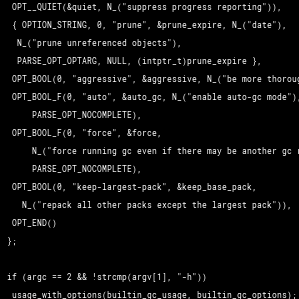 OPT__QUIET(&quiet, N_("suppress progress reporting")),
{ OPTION_STRING, 0, "prune", &prune_expire, N_("date"),
N_("prune unreferenced objects"),
PARSE_OPT_OPTARG, NULL, (intptr_t)prune_expire },
OPT_BOOL(0, "aggressive", &aggressive, N_("be more thorou
OPT_BOOL_F(0, "auto", &auto_gc, N_("enable auto-gc mode")
PARSE_OPT_NOCOMPLETE),
OPT_BOOL_F(0, "force", &force,
N_("force running gc even if there may be another gc
PARSE_OPT_NOCOMPLETE),
OPT_BOOL(0, "keep-largest-pack", &keep_base_pack,
N_("repack all other packs except the largest pack")),
OPT_END()
};
if (argc == 2 && !strcmp(argv[1], "-h"))
usage_with_options(builtin_gc_usage, builtin_gc_options);